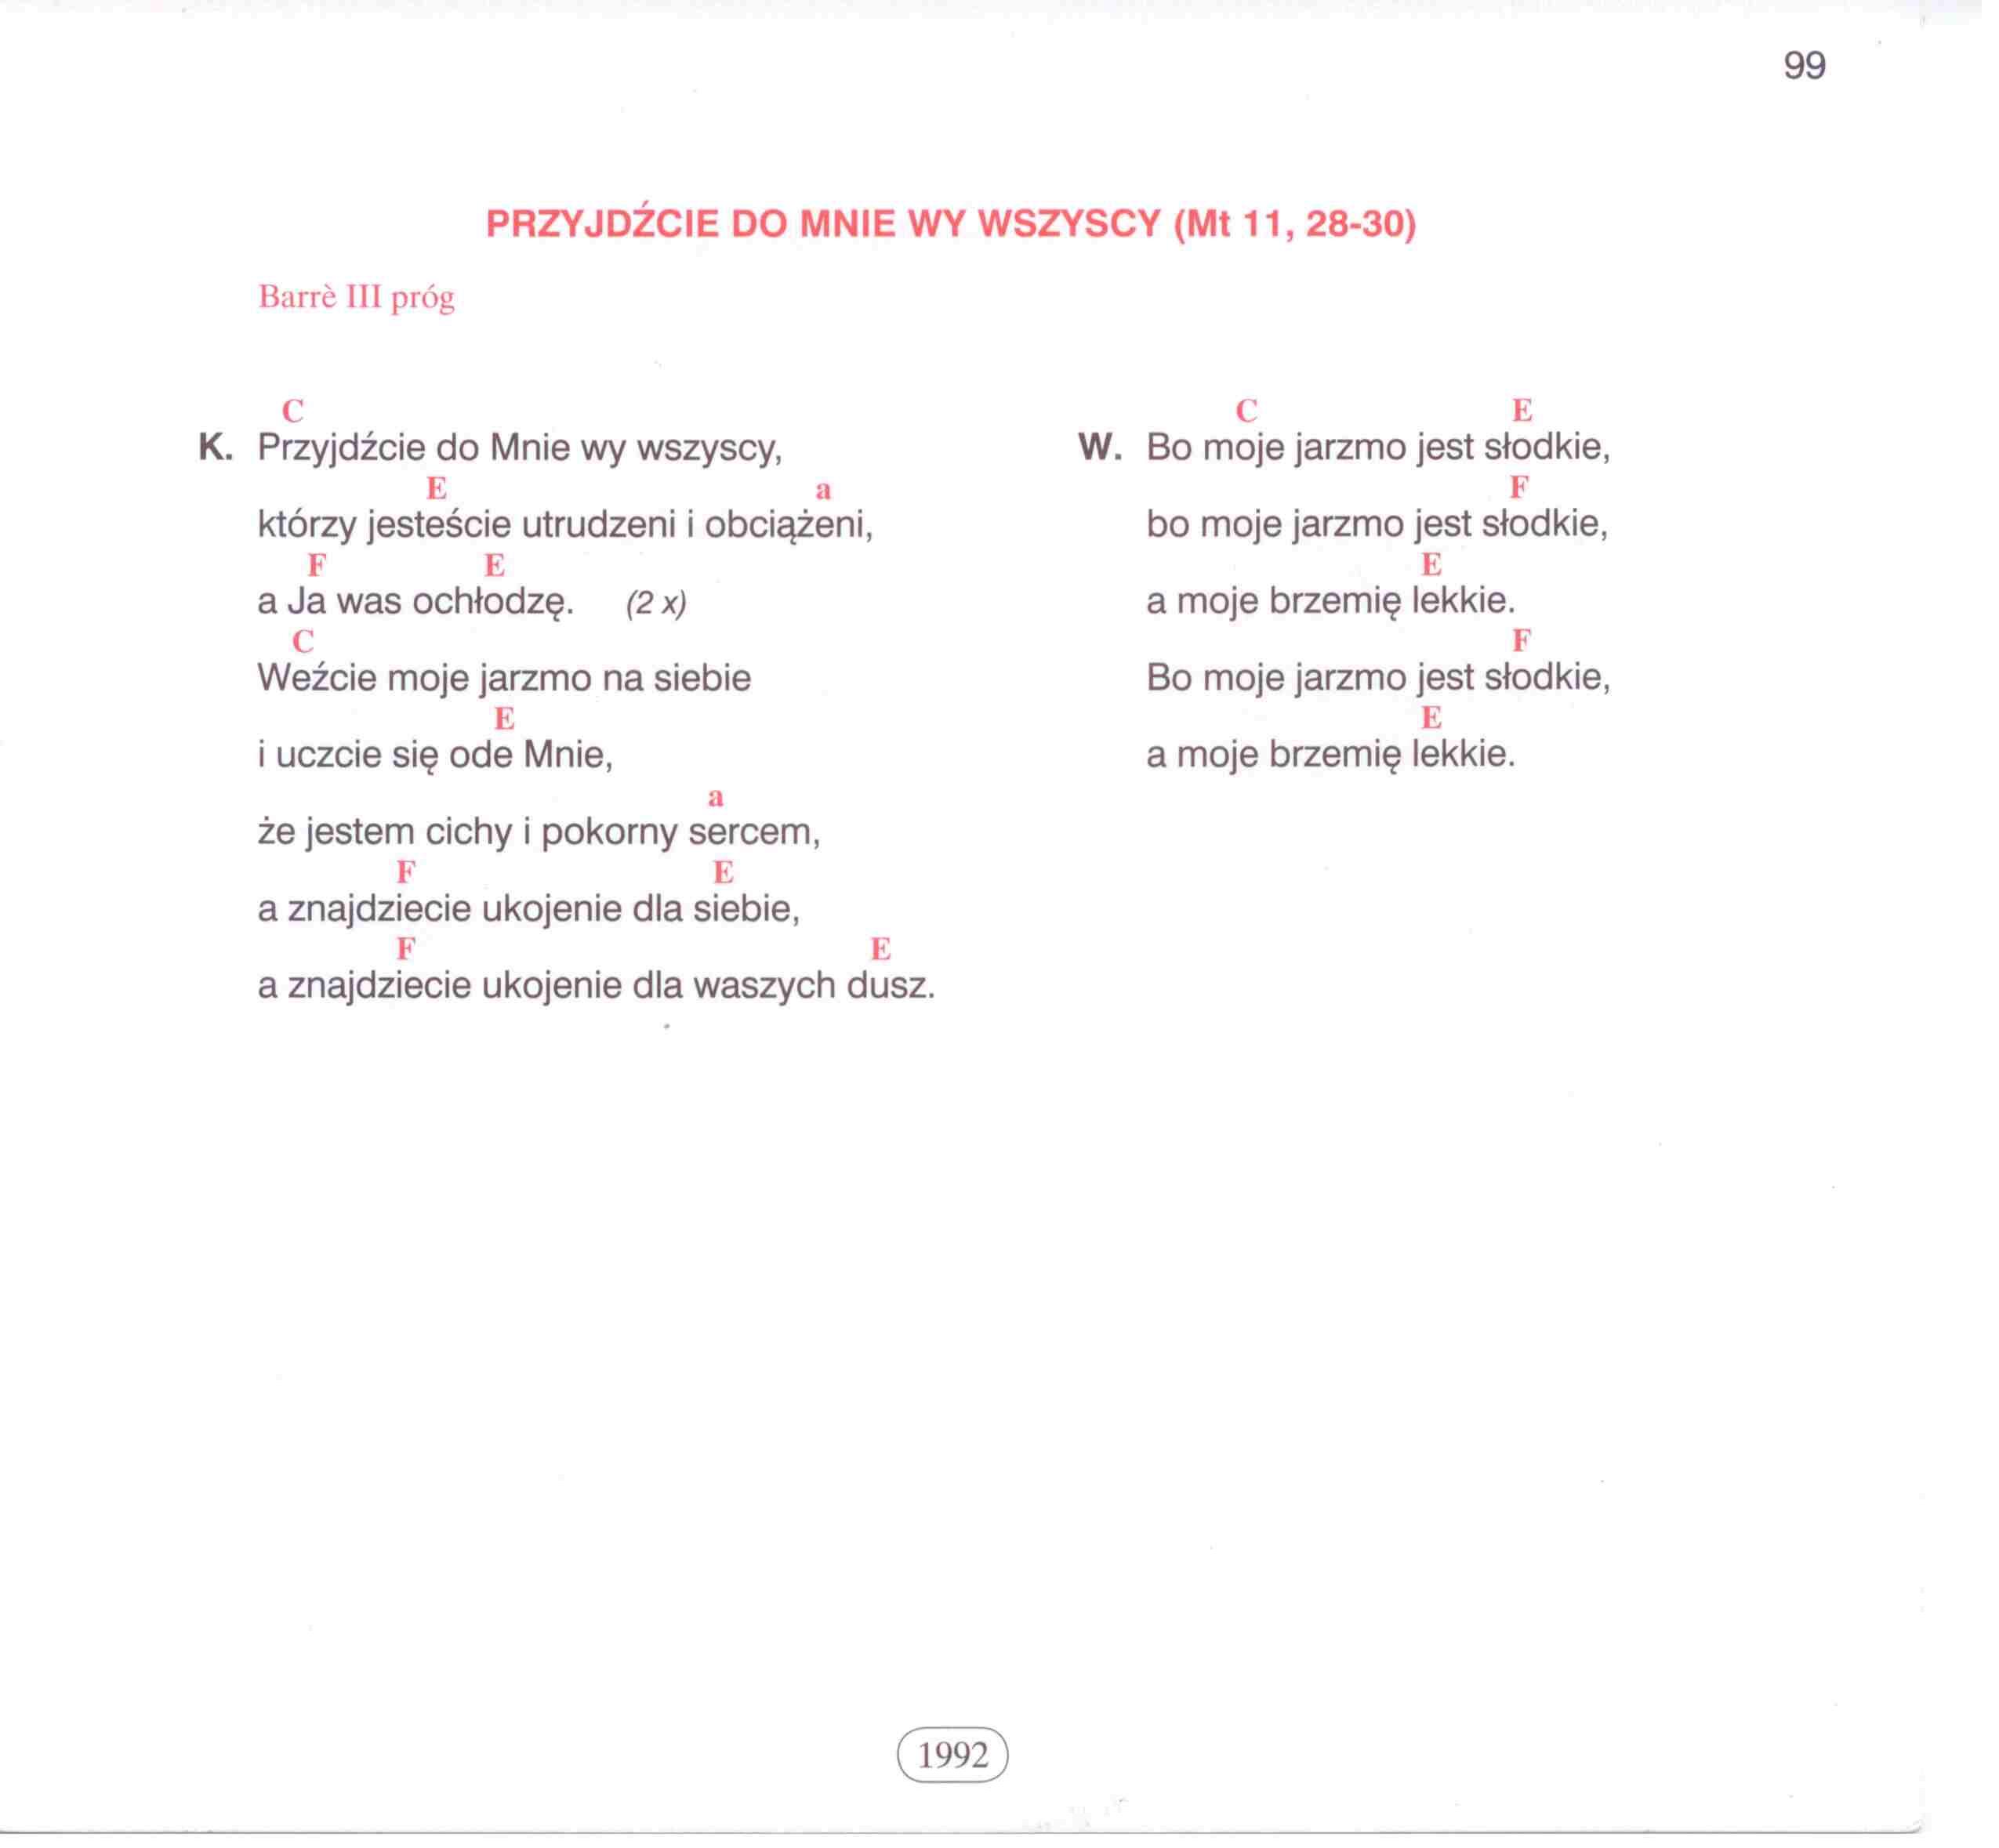 99
PRZYJDŹCIE DO MNIE WY WSZYSCY (Mt 11, 28-30)
Barrè III próg
C
K. Przyjdźcie do Mnie wy wszyscy,
E a
którzy jesteście utrudzeni i obciążeni,
F E
a Ja was ochłodzę. (2 x)
C
Weźcie moje jarzmo na siebie
E
i uczcie się ode Mnie,
a
że jestem cichy i pokorny sercem,
F E
a znajdziecie ukojenie dla siebie,
F E
a znajdziecie ukojenie dla waszych dusz.
C E
W. Bo moje jarzmo jest słodkie,
F
bo moje jarzmo jest słodkie,
E
a moje brzemię lekkie.
F
Bo moje jarzmo jest słodkie,
E
a moje brzemię lekkie.
1992